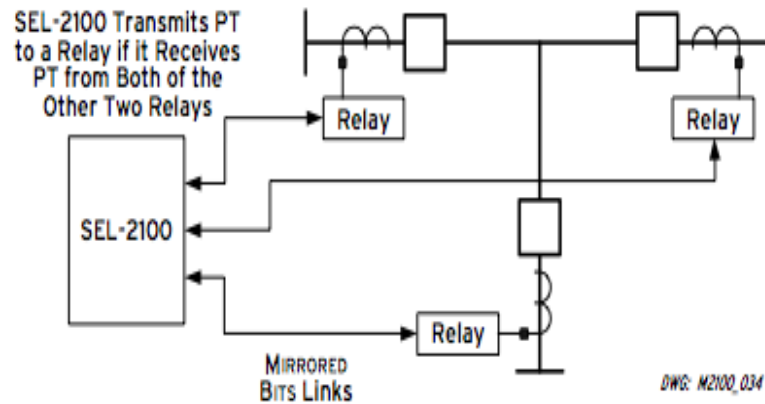 SEL-2100 Transmits PT
to a Relay if it Receives
PT from Both of the
Other Two Relays
Relay
Relay
SEL-2100
Relay
MIRRORED
BITS Links
DWG: M2100_034